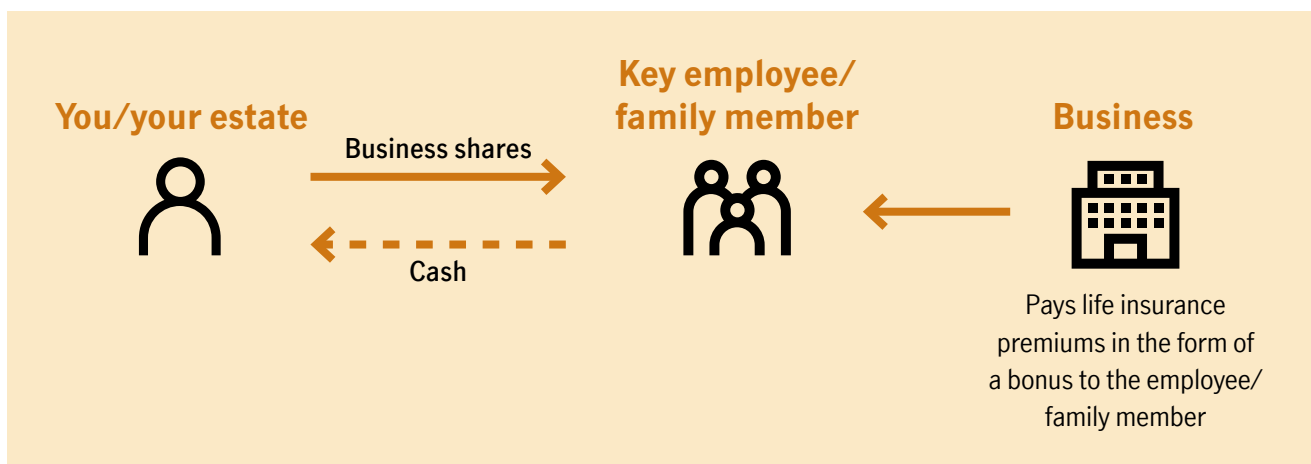 You/your estate
Business shares
Cash
Key employee/
family member
Business
Pays life insurance
premiums in the form of
a bonus to the employee/
family member